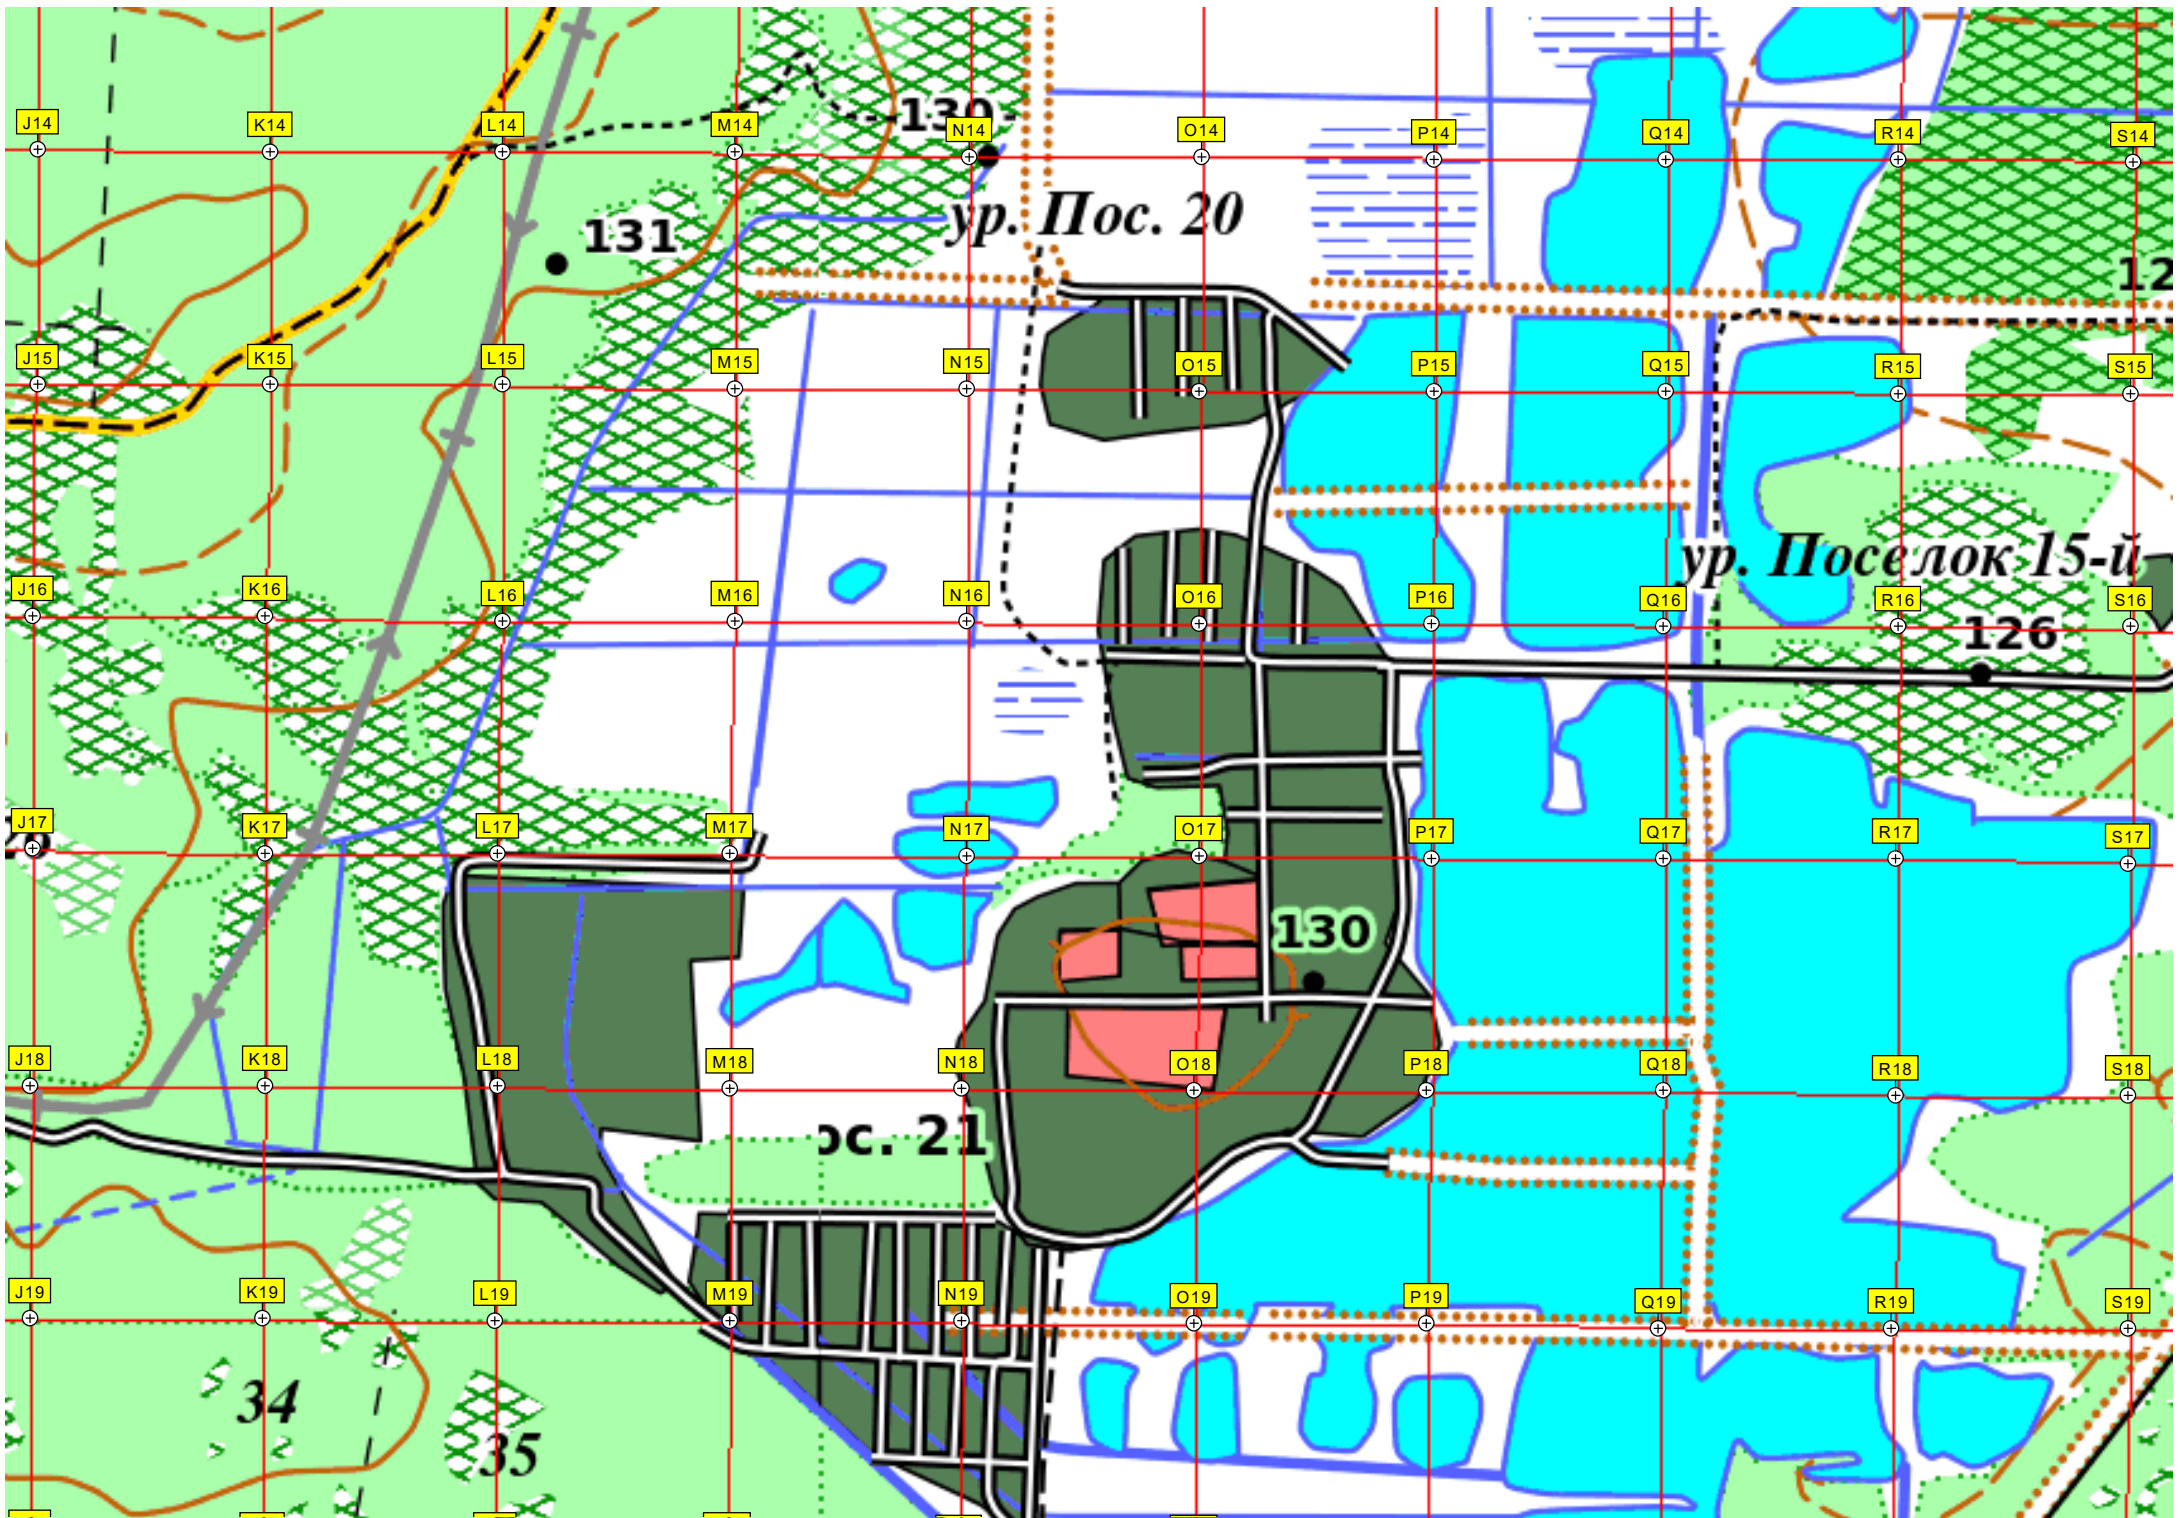 130
J14 K14 L14 M14 N14 O14 P14 Q14 R14 S14
ур. Пос. 20
131
12
J15 K15 L15 M15 N15 O15 P15 Q15 R15 S15
ур. Поселок 15-й
J16 K16 L16 M16 N16 O16 P16 Q16 R16 S16
126
J17 K17 L17 M17 N17 O17 P17 Q17 R17 S17
130
J18 K18 L18 M18 N18 O18 P18 Q18 R18 S18
ос. 21
J19 K19 L19 M19 N19 O19 P19 Q19 R19 S19
34
35